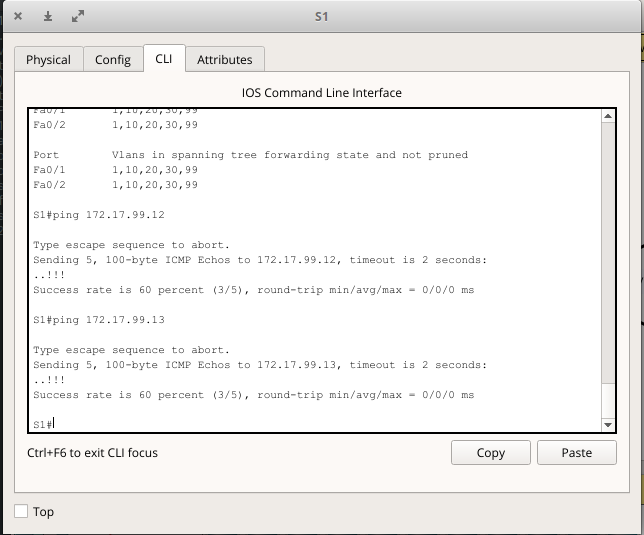 S1
Physical Config CLI Attributes
IOS Command Line Interface
Fa0/1 1,10,20,30,99
Fa0/2 1,10,20,30,99
Port Vlans in spanning tree forwarding state and not pruned
Fa0/1 1,10,20,30,99
Fa0/2 1,10,20,30,99
S1#ping 172.17.99.12
Type escape sequence to abort.
Sending 5, 100-byte ICMP Echos to 172.17.99.12, timeout is 2 seconds:
..!!!
Success rate is 60 percent (3/5), round-trip min/avg/max = 0/0/0 ms
S1#ping 172.17.99.13
Type escape sequence to abort.
Sending 5, 100-byte ICMP Echos to 172.17.99.13, timeout is 2 seconds:
..!!!
Success rate is 60 percent (3/5), round-trip min/avg/max = 0/0/0 ms
S1#
Ctrl+F6 to exit CLI focus Copy Paste
Top